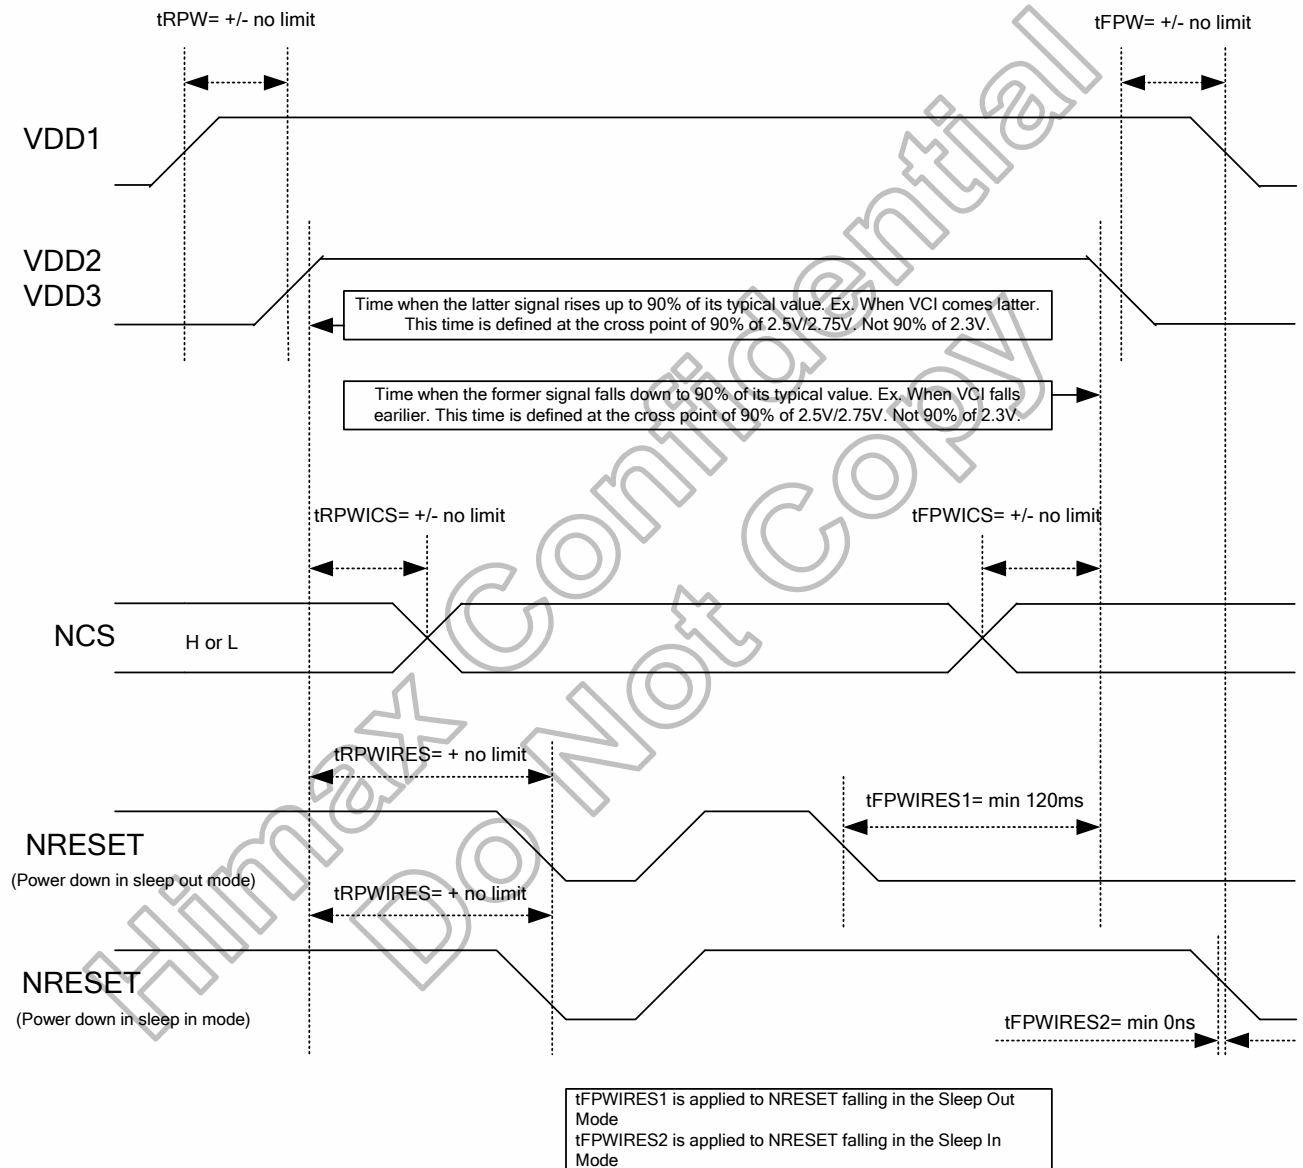 tRPW= +/- no limit
tFPW= +/- no limit
VDD1
VDD2
VDD3
Time when the latter signal rises up to 90% of its typical value. Ex. When VCI comes latter.
This time is defined at the cross point of 90% of 2.5V/2.75V. Not 90% of 2.3V.
Time when the former signal falls down to 90% of its typical value. Ex. When VCI falls
earilier. This time is defined at the cross point of 90% of 2.5V/2.75V. Not 90% of 2.3V.
tRPWICS= +/- no limit
tFPWICS= +/- no limit
NCS
H or L
tRPWIRES= + no limit
tFPWIRES1= min 120ms
NRESET
(Power down in sleep out mode)
tRPWIRES= + no limit
NRESET
(Power down in sleep in mode)
tFPWIRES2= min 0ns
tFPWIRES1 is applied to NRESET falling in the Sleep Out
Mode
tFPWIRES2 is applied to NRESET falling in the Sleep In
Mode
Himax Confidential
Do Not Copy